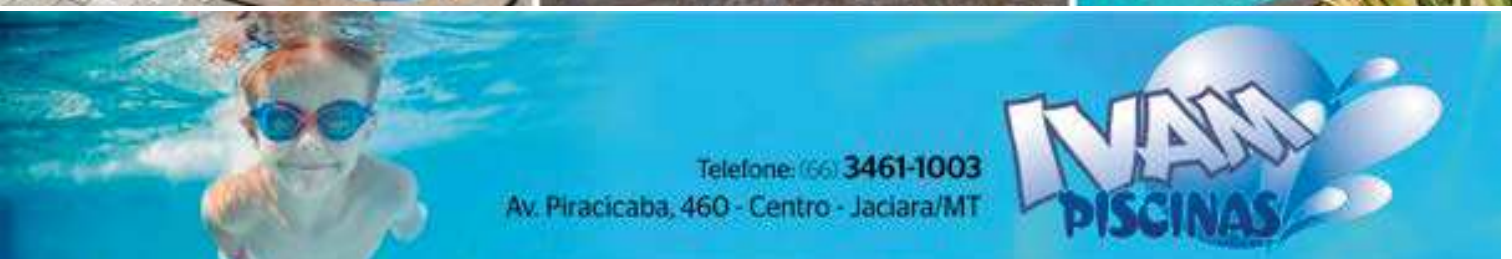 Telefone: (66) 3461-1003
Av. Piracicaba, 460 - Centro - Jaciara/MT
IVAM
PISCINAS